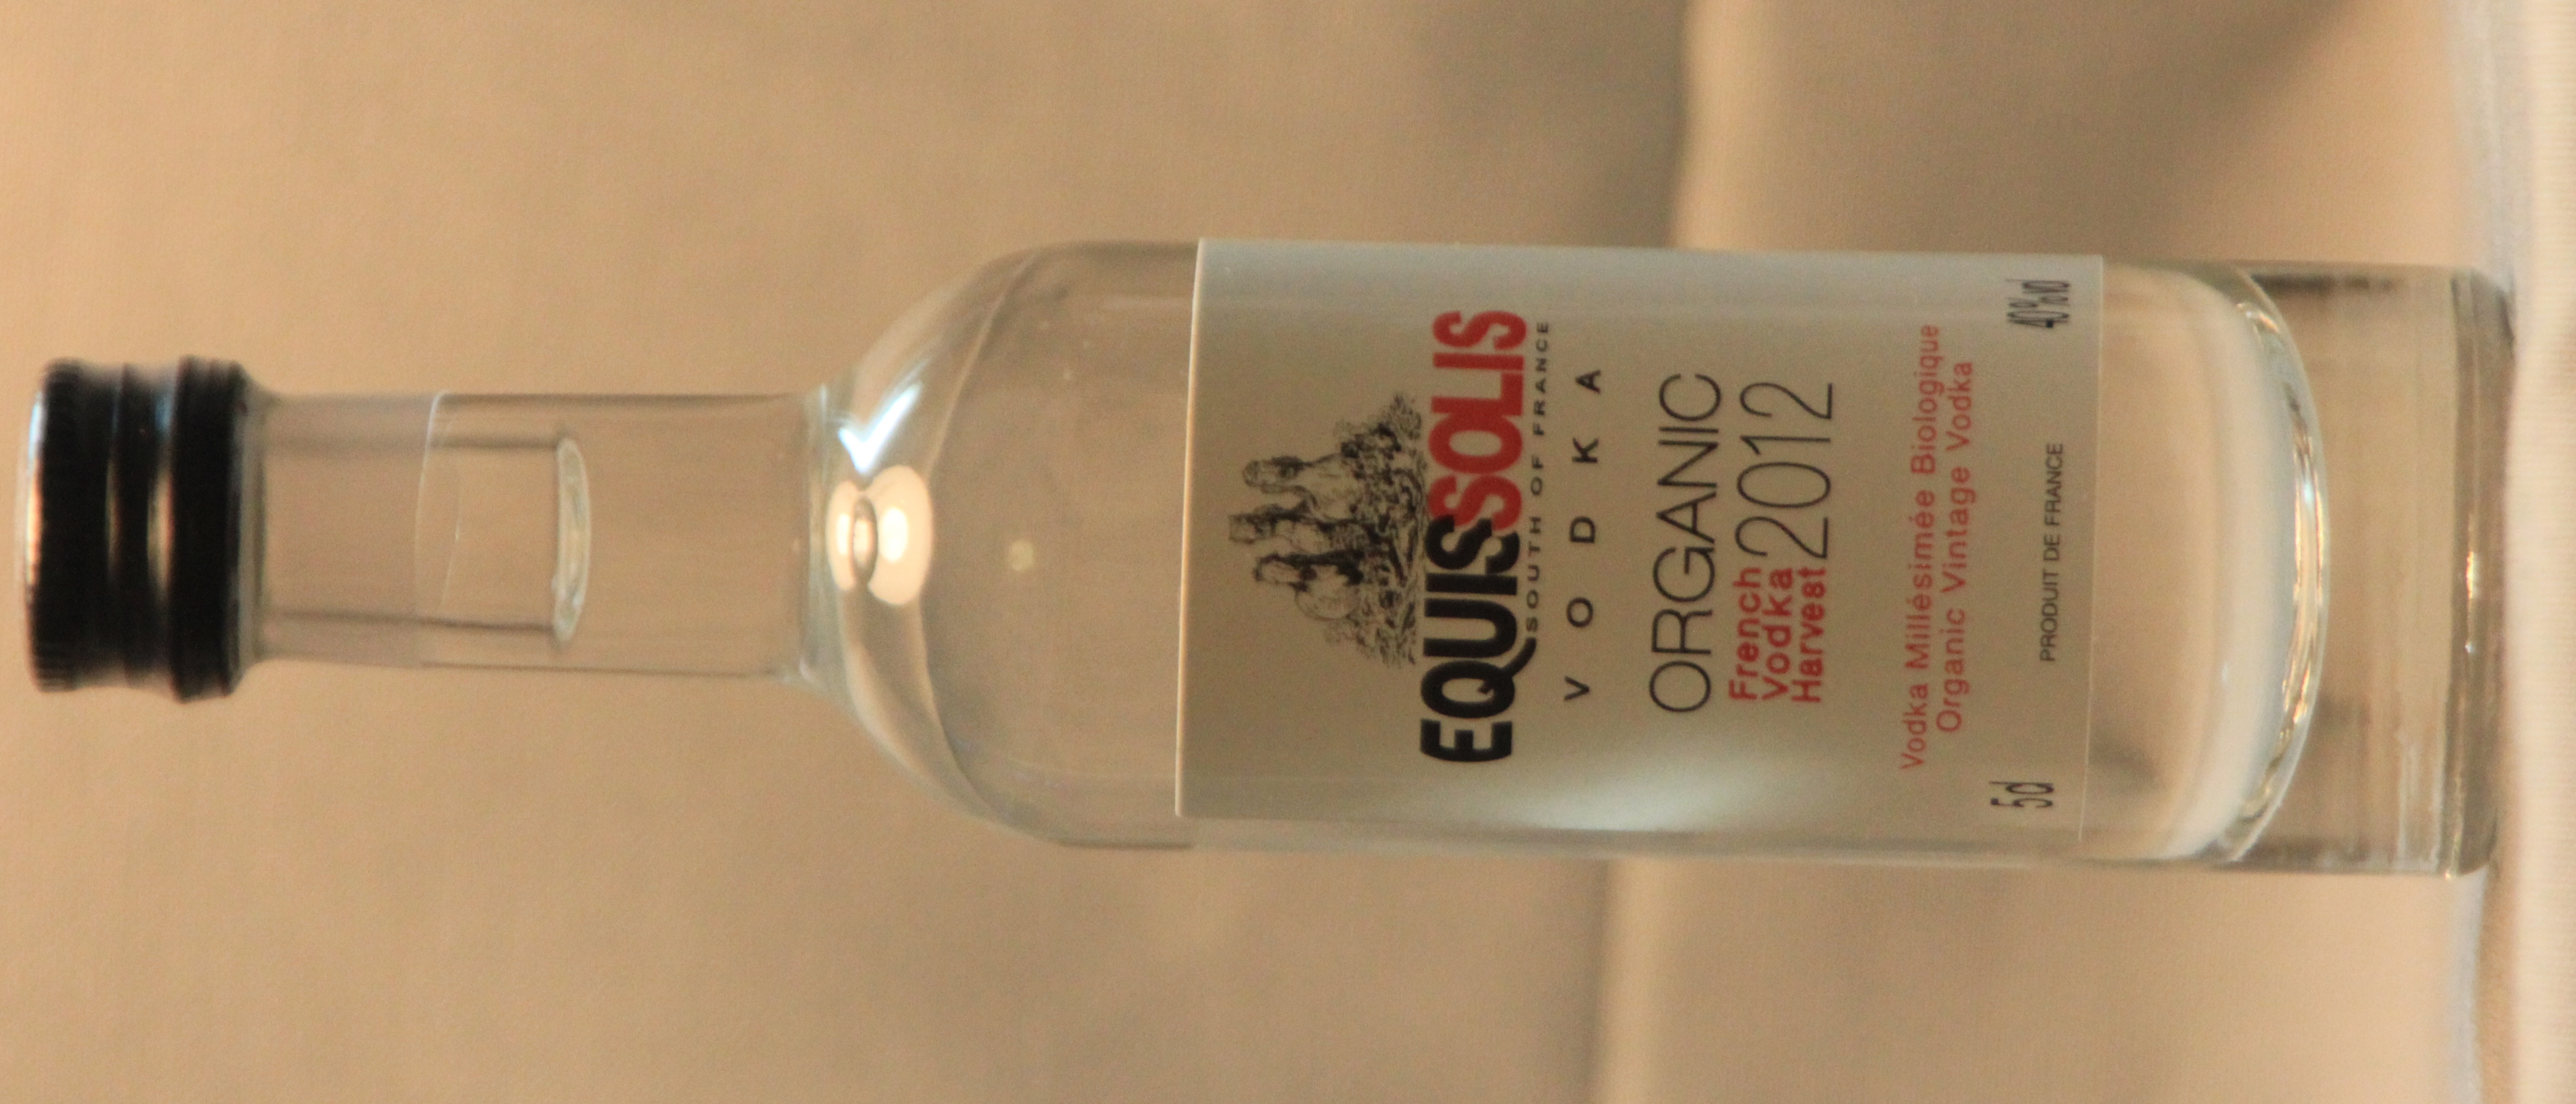 EQUISSOLIS
SOUTH OF FRANCE
VODKA
ORGANIC
French
Vodka
Harvest 2012
Vodka Millésimée Biologique
Organic Vintage Vodka
5cl 40%vol
PRODUIT DE FRANCE